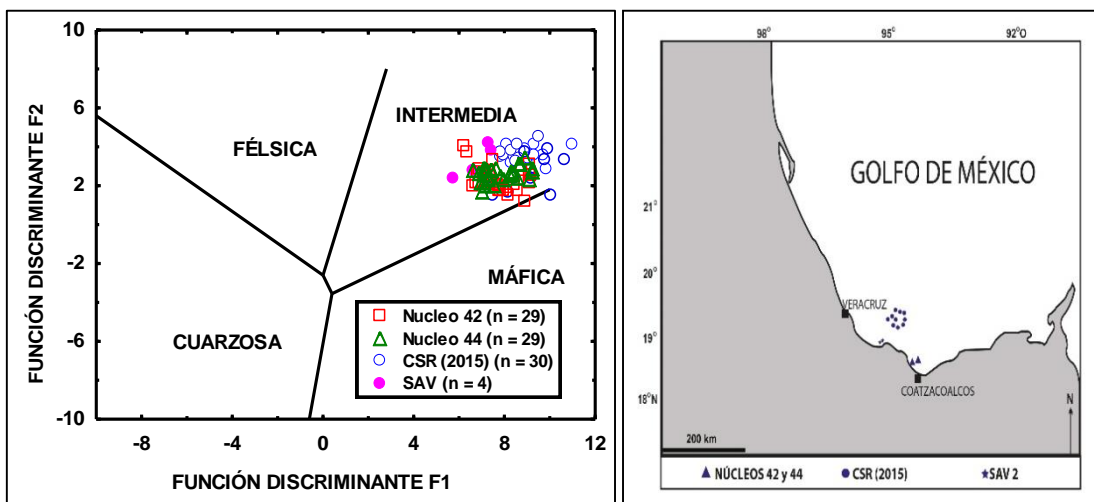 10
6
2
-2
-6
-10
-8
-4
0
4
8
12
FUNCIÓN DISCRIMINANTE F2
FUNCIÓN DISCRIMINANTE F1
FÉLSICA
INTERMEDIA
MÁFICA
CUARZOSA
Nucleo 42 (n = 29)
Nucleo 44 (n = 29)
CSR (2015) (n = 30)
SAV (n = 4)
98°
95°
92°O
GOLFO DE MÉXICO
21°
20°
19°
18°N
VERACRUZ
COATZACOALCOS
200 km
N
NÚCLEOS 42 y 44
CSR (2015)
SAV 2